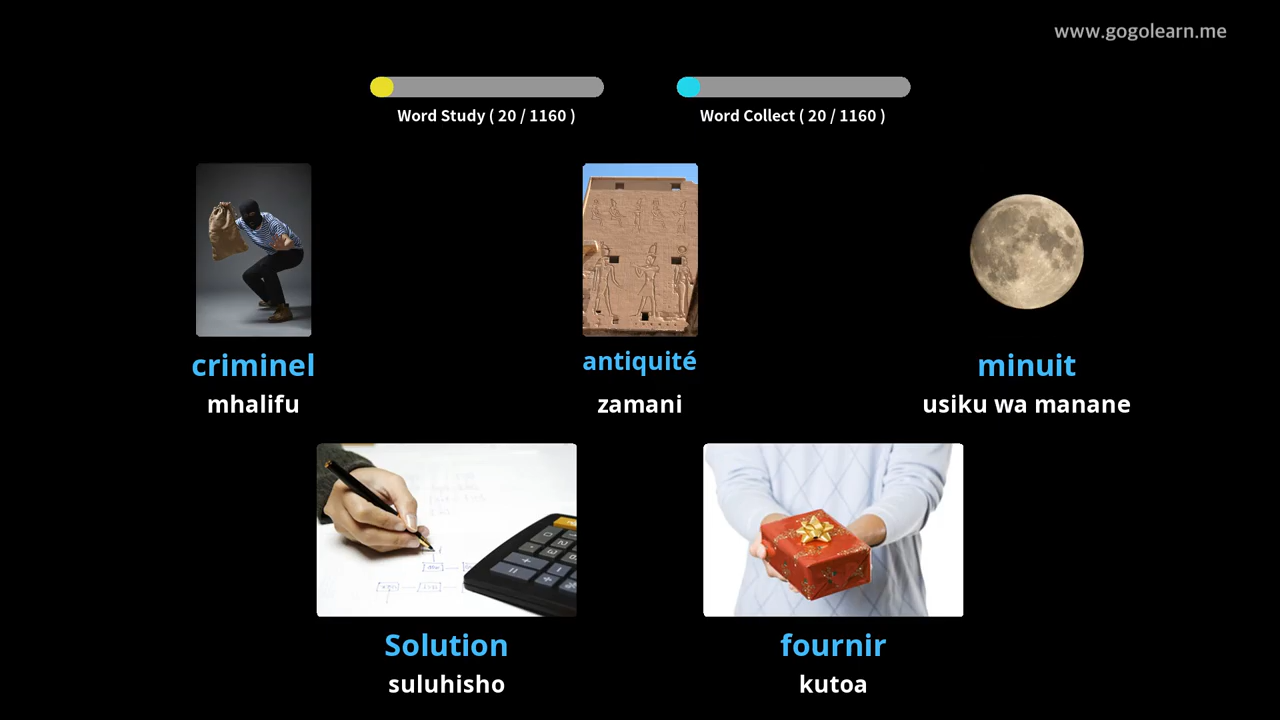 www.gogolearn.me
Word Study ( 20 / 1160 )
Word Collect ( 20 / 1160 )
criminel
mhalifu
antiquité
zamani
minuit
usiku wa manane
Solution
suluhisho
fournir
kutoa